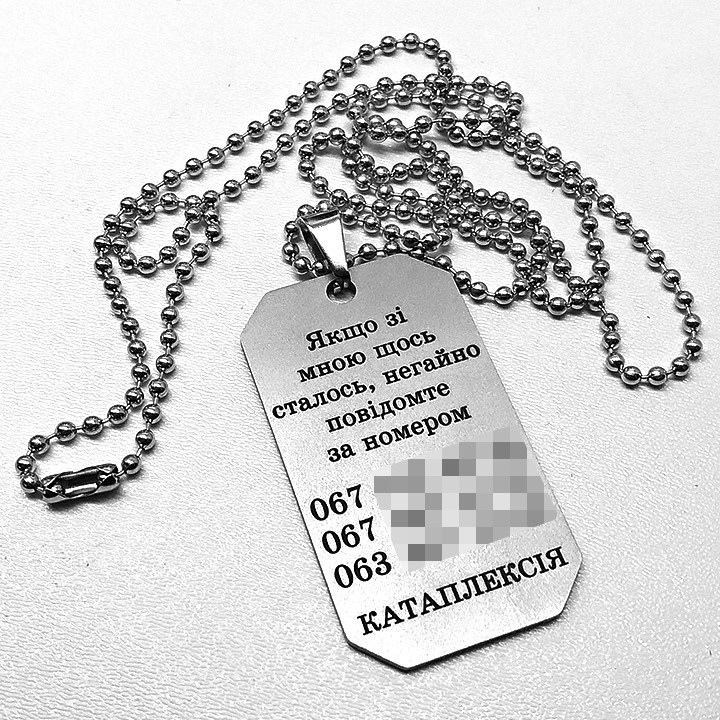 Якщо зі
мною щось
сталось, негайно
повідомте
за номером
067
067
063
КАТАПЛЕКСІЯ